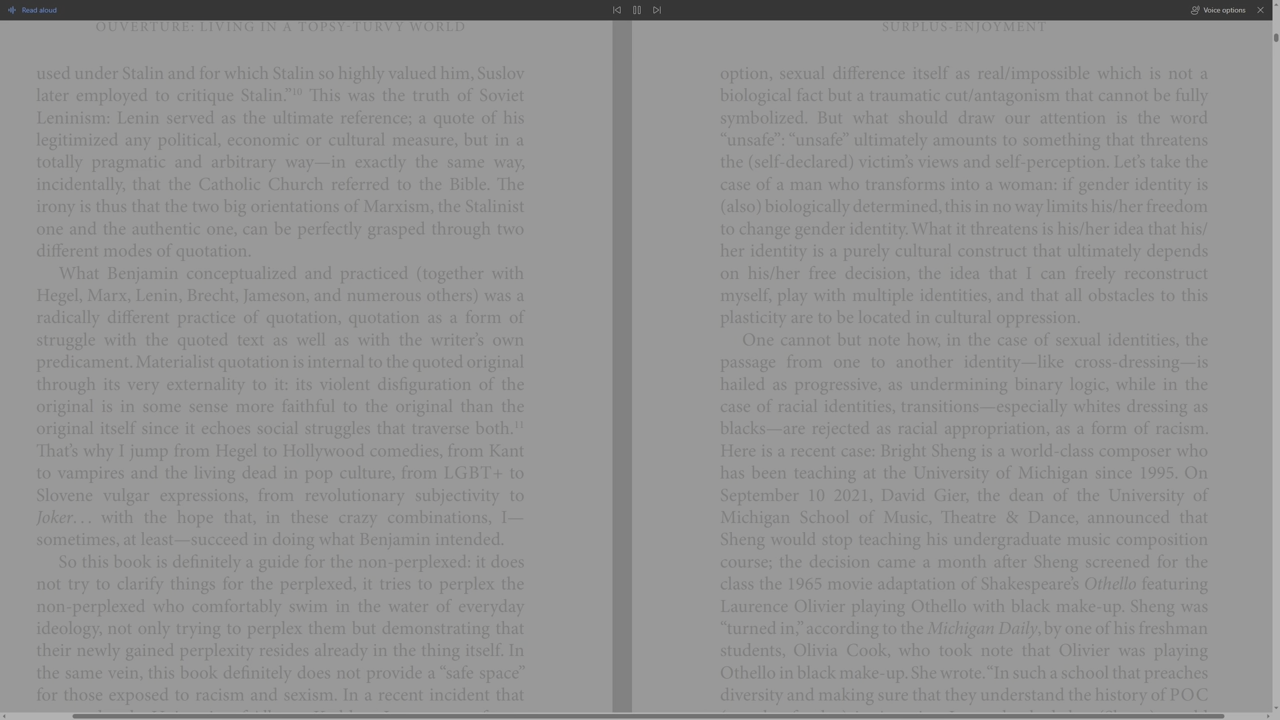 Read aloud
Voice options
OUVERTURE: LIVING IN A TOPSY-TURVY WORLD
used under Stalin and for which Stalin so highly valued him, Suslov
later employed to critique Stalin.”10 This was the truth of Soviet
Leninism: Lenin served as the ultimate reference; a quote of his
legitimized any political, economic or cultural measure, but in a
totally pragmatic and arbitrary way—in exactly the same way,
incidentally, that the Catholic Church referred to the Bible. The
irony is thus that the two big orientations of Marxism, the Stalinist
one and the authentic one, can be perfectly grasped through two
different modes of quotation.
What Benjamin conceptualized and practiced (together with
Hegel, Marx, Lenin, Brecht, Jameson, and numerous others) was a
radically different practice of quotation, quotation as a form of
struggle with the quoted text as well as with the writer’s own
predicament. Materialist quotation is internal to the quoted original
through its very externality to it: its violent disfiguration of the
original is in some sense more faithful to the original than the
original itself since it echoes social struggles that traverse both.11
That’s why I jump from Hegel to Hollywood comedies, from Kant
to vampires and the living dead in pop culture, from LGBT+ to
Slovene vulgar expressions, from revolutionary subjectivity to
Joker. . . with the hope that, in these crazy combinations, I—
sometimes, at least—succeed in doing what Benjamin intended.
So this book is definitely a guide for the non-perplexed: it does
not try to clarify things for the perplexed, it tries to perplex the
non-perplexed who comfortably swim in the water of everyday
ideology, not only trying to perplex them but demonstrating that
their newly gained perplexity resides already in the thing itself. In
the same vein, this book definitely does not provide a “safe space”
for those exposed to racism and sexism. In a recent incident that
SURPLUS-ENJOYMENT
option, sexual difference itself as real/impossible which is not a
biological fact but a traumatic cut/antagonism that cannot be fully
symbolized. But what should draw our attention is the word
“unsafe”: “unsafe” ultimately amounts to something that threatens
the (self-declared) victim’s views and self-perception. Let’s take the
case of a man who transforms into a woman: if gender identity is
(also) biologically determined, this in no way limits his/her freedom
to change gender identity. What it threatens is his/her idea that his/
her identity is a purely cultural construct that ultimately depends
on his/her free decision, the idea that I can freely reconstruct
myself, play with multiple identities, and that all obstacles to this
plasticity are to be located in cultural oppression.
One cannot but note how, in the case of sexual identities, the
passage from one to another identity—like cross-dressing—is
hailed as progressive, as undermining binary logic, while in the
case of racial identities, transitions—especially whites dressing as
blacks—are rejected as racial appropriation, as a form of racism.
Here is a recent case: Bright Sheng is a world-class composer who
has been teaching at the University of Michigan since 1995. On
September 10 2021, David Gier, the dean of the University of
Michigan School of Music, Theatre & Dance, announced that
Sheng would stop teaching his undergraduate music composition
course; the decision came a month after Sheng screened for the
class the 1965 movie adaptation of Shakespeare’s Othello featuring
Laurence Olivier playing Othello with black make-up. Sheng was
“turned in,” according to the Michigan Daily, by one of his freshman
students, Olivia Cook, who took note that Olivier was playing
Othello in black make-up. She wrote. “In such a school that preaches
diversity and making sure that they understand the history of POC